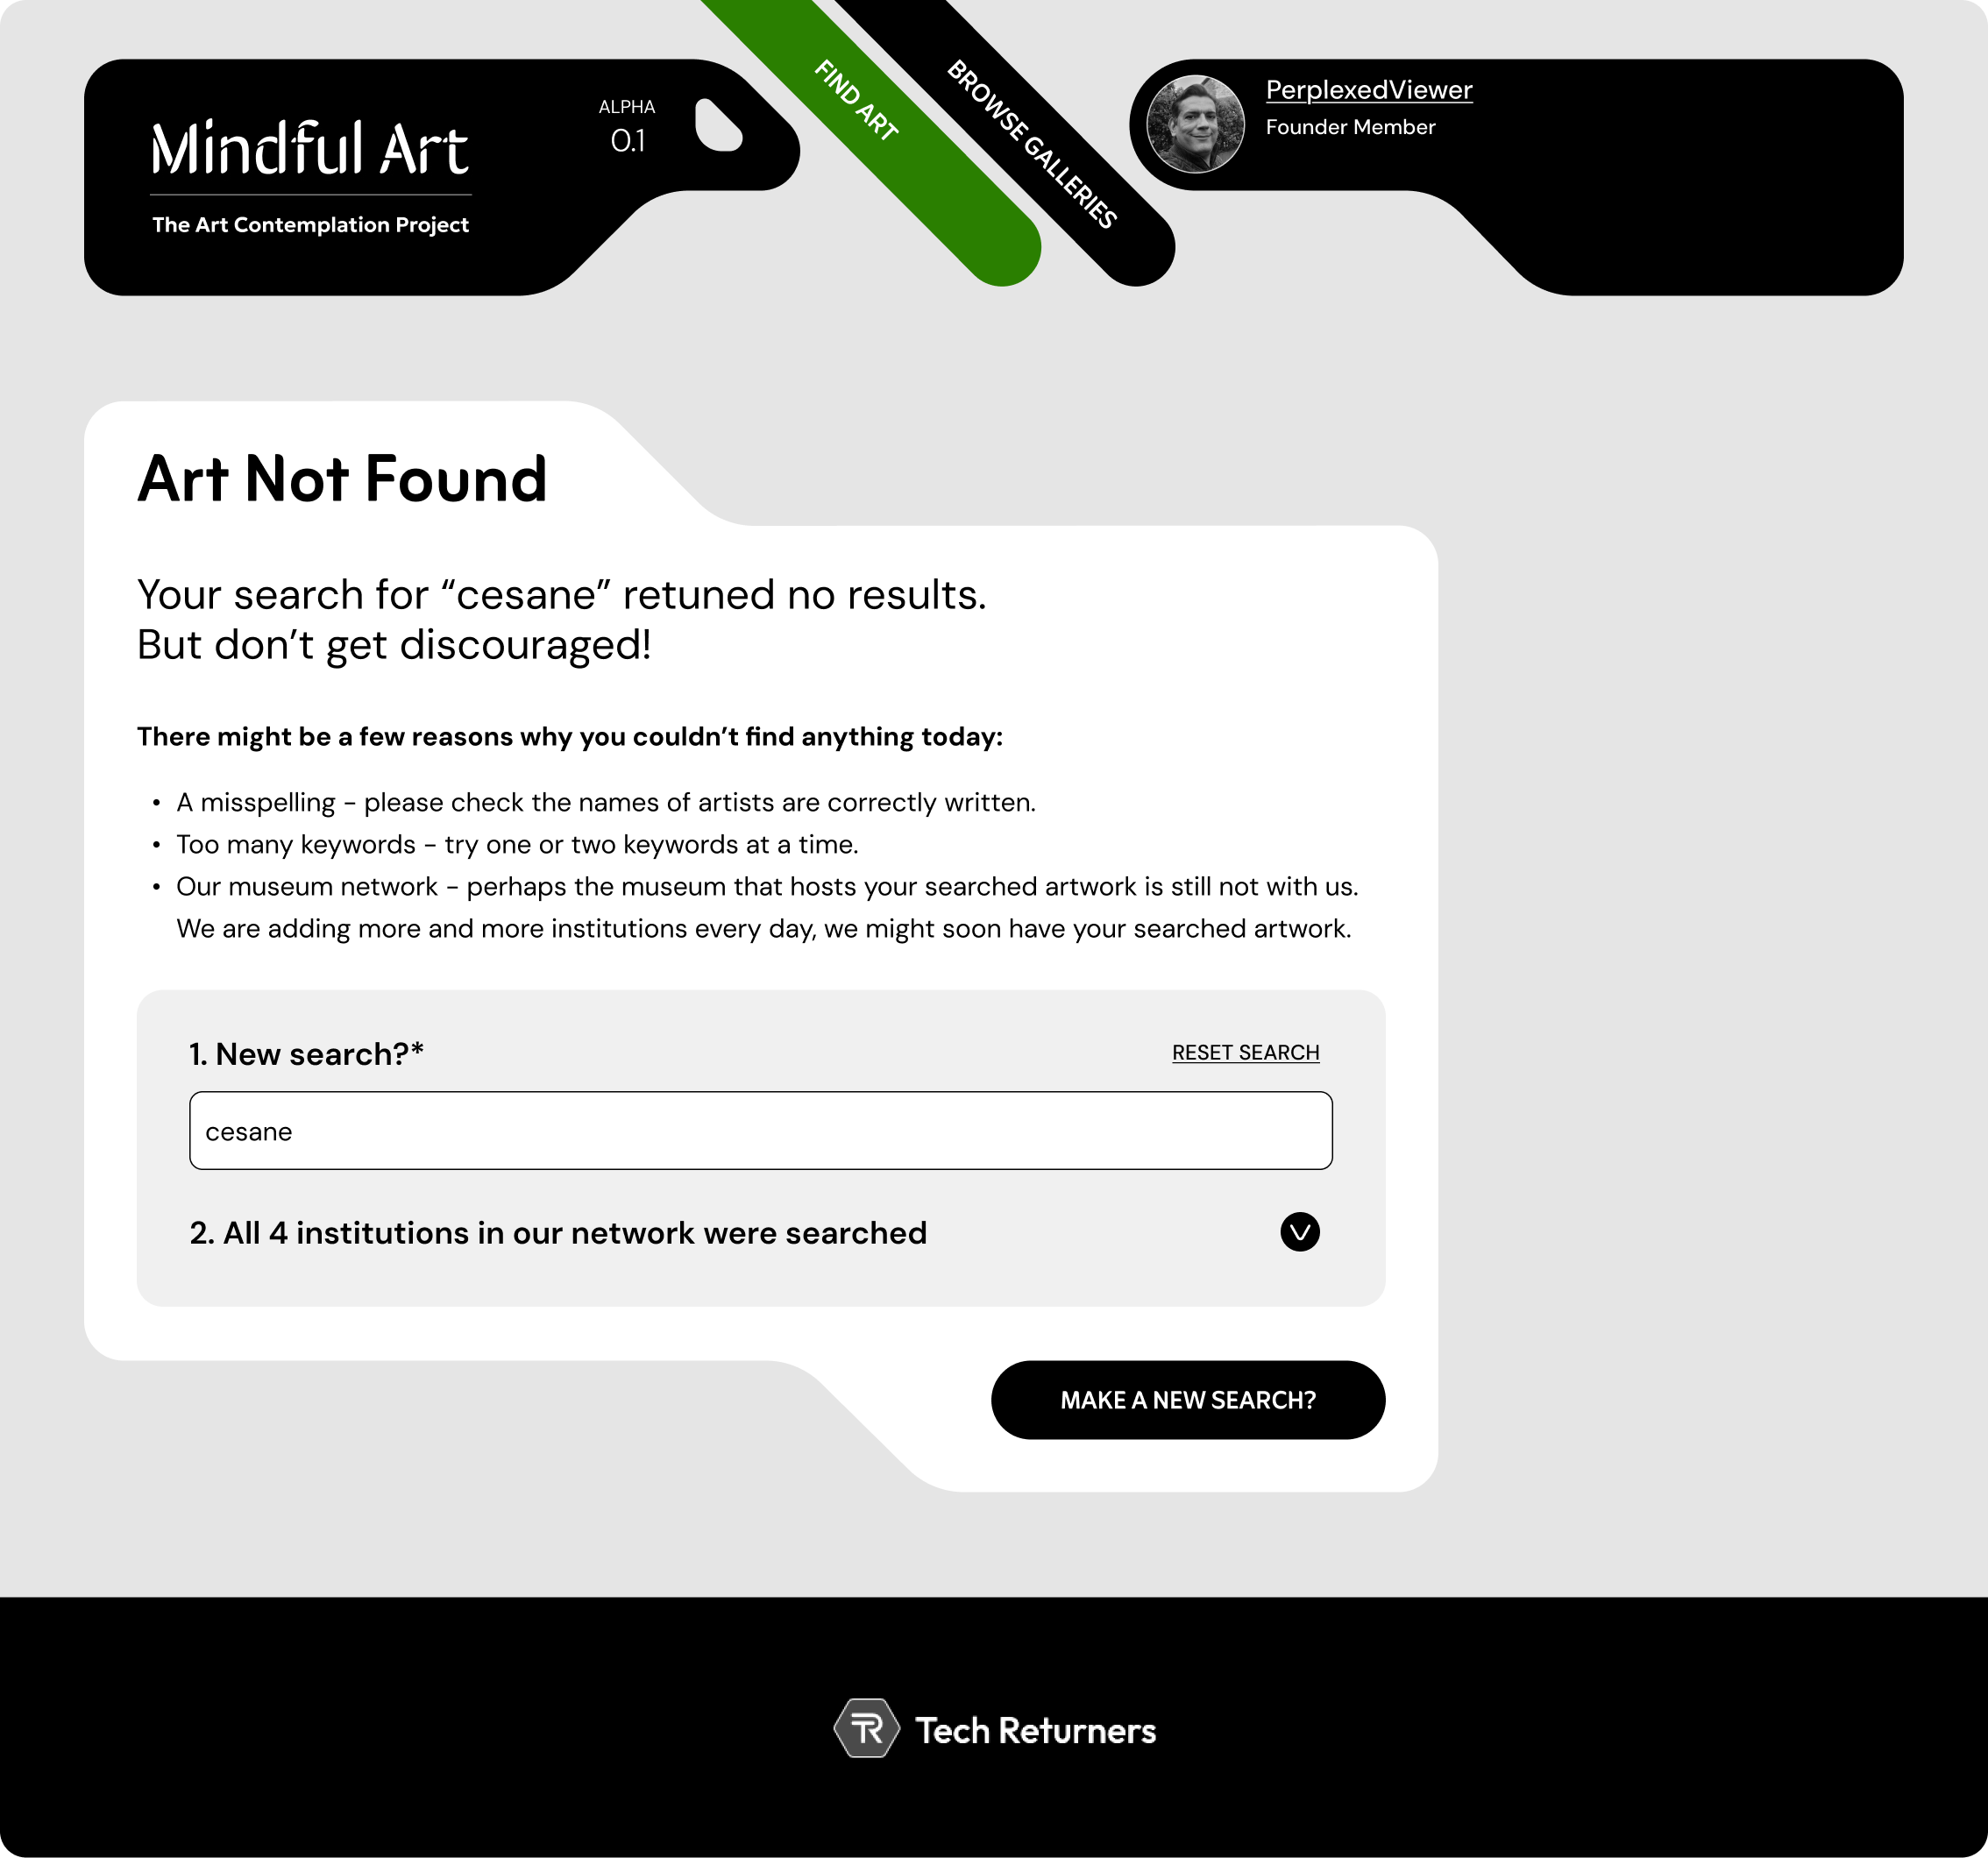 Mindful Art
The Art Contemplation Project
ALPHA
0.1
FIND ART
BROWSE GALLERIES
PerplexedViewer
Founder Member
Art Not Found
Your search for “cesane” retuned no results.
But don’t get discouraged!
There might be a few reasons why you couldn’t find anything today:
• A misspelling – please check the names of artists are correctly written.
• Too many keywords – try one or two keywords at a time.
• Our museum network – perhaps the museum that hosts your searched artwork is still not with us.
We are adding more and more institutions every day, we might soon have your searched artwork.
1. New search?*
RESET SEARCH
cesane
2. All 4 institutions in our network were searched
MAKE A NEW SEARCH?
TR Tech Returners